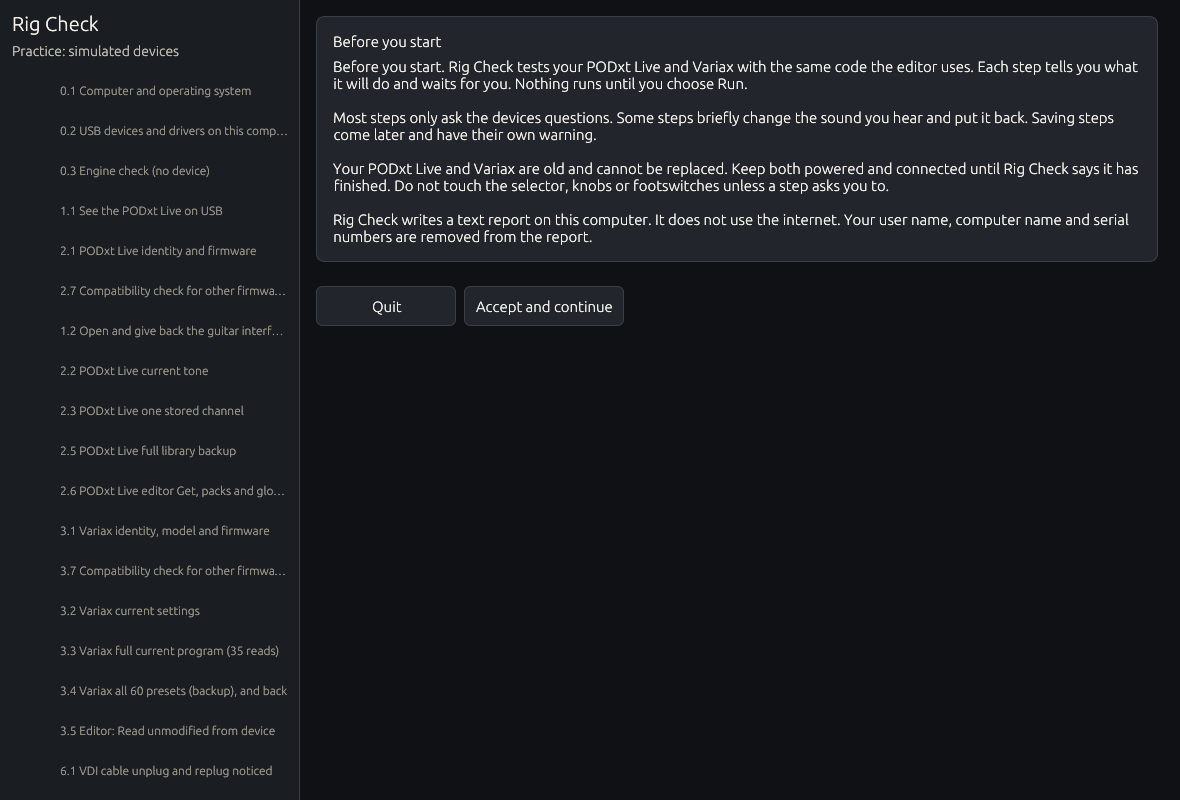 Rig Check
Practice: simulated devices
0.1 Computer and operating system
0.2 USB devices and drivers on this comp…
0.3 Engine check (no device)
1.1 See the PODxt Live on USB
2.1 PODxt Live identity and firmware
2.7 Compatibility check for other firmwa…
1.2 Open and give back the guitar interf…
2.2 PODxt Live current tone
2.3 PODxt Live one stored channel
2.5 PODxt Live full library backup
2.6 PODxt Live editor Get, packs and glo…
3.1 Variax identity, model and firmware
3.7 Compatibility check for other firmwa…
3.2 Variax current settings
3.3 Variax full current program (35 reads)
3.4 Variax all 60 presets (backup), and back
3.5 Editor: Read unmodified from device
6.1 VDI cable unplug and replug noticed
Before you start
Before you start. Rig Check tests your PODxt Live and Variax with the same code the editor uses. Each step tells you what
it will do and waits for you. Nothing runs until you choose Run.
Most steps only ask the devices questions. Some steps briefly change the sound you hear and put it back. Saving steps
come later and have their own warning.
Your PODxt Live and Variax are old and cannot be replaced. Keep both powered and connected until Rig Check says it has
finished. Do not touch the selector, knobs or footswitches unless a step asks you to.
Rig Check writes a text report on this computer. It does not use the internet. Your user name, computer name and serial
numbers are removed from the report.
Quit
Accept and continue